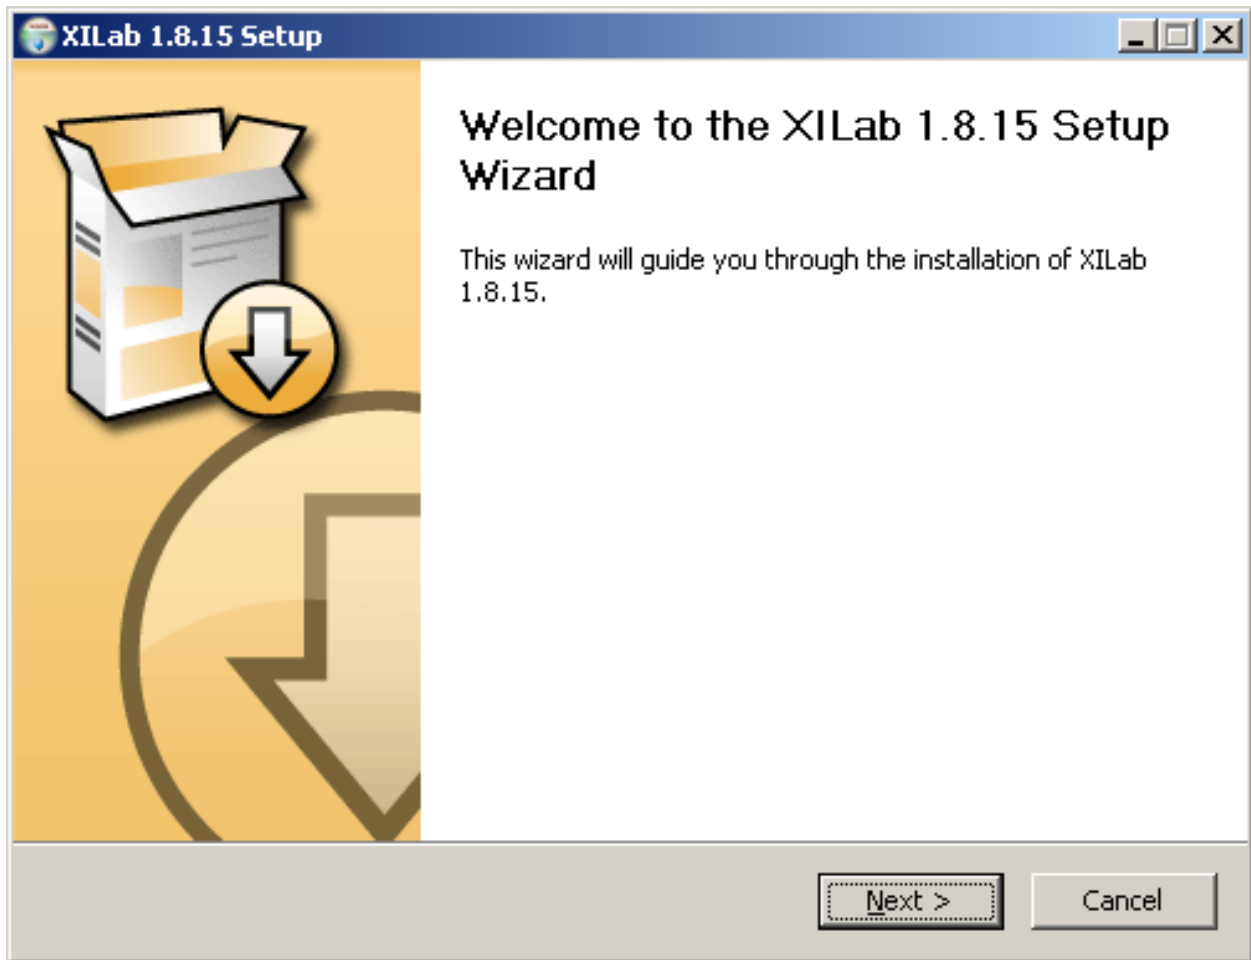 XILab 1.8.15 Setup
Welcome to the XILab 1.8.15 Setup
Wizard
This wizard will guide you through the installation of XILab
1.8.15.
Next >
Cancel